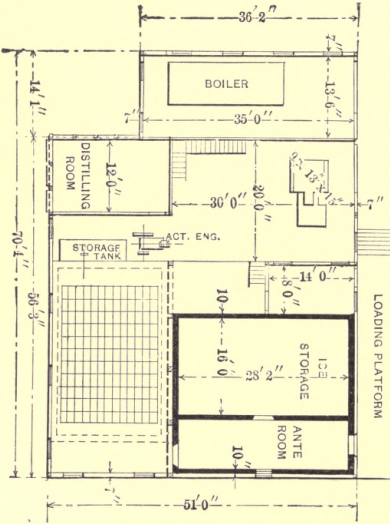 36'-2"
7"
14'-1"
BOILER
13'-6"
7"
35'0"
DISTILLING
ROOM
12'0"
30'0"
20'0"
7"
ACT. ENG.
STORAGE
TANK
14'0"
8'0"
70'-4"
56'-3"
10"
16'0"
ICE
STORAGE
28'2"
LOADING PLATFORM
ANTE
ROOM
10"
7"
51'0"